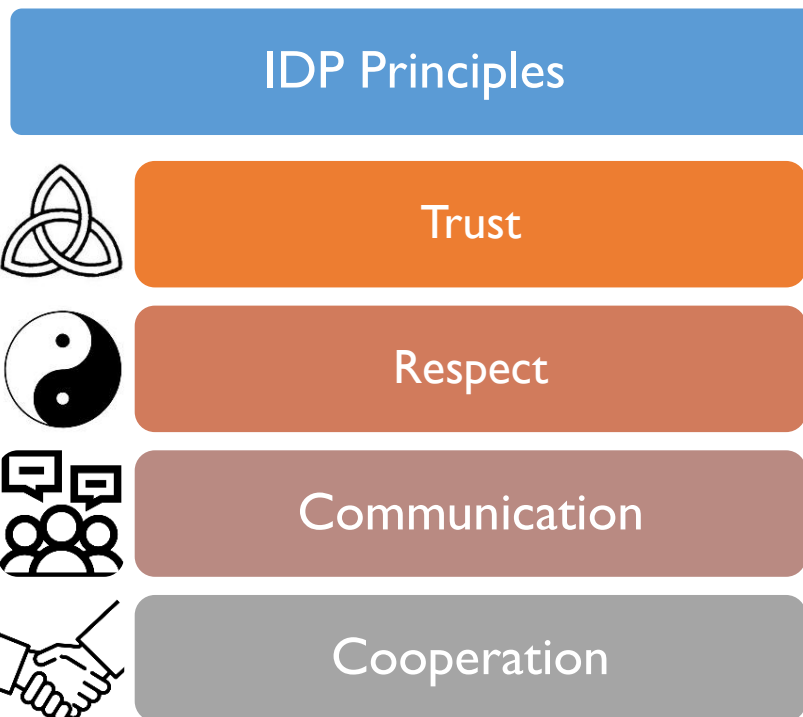 IDP Principles
Trust
Respect
Communication
Cooperation